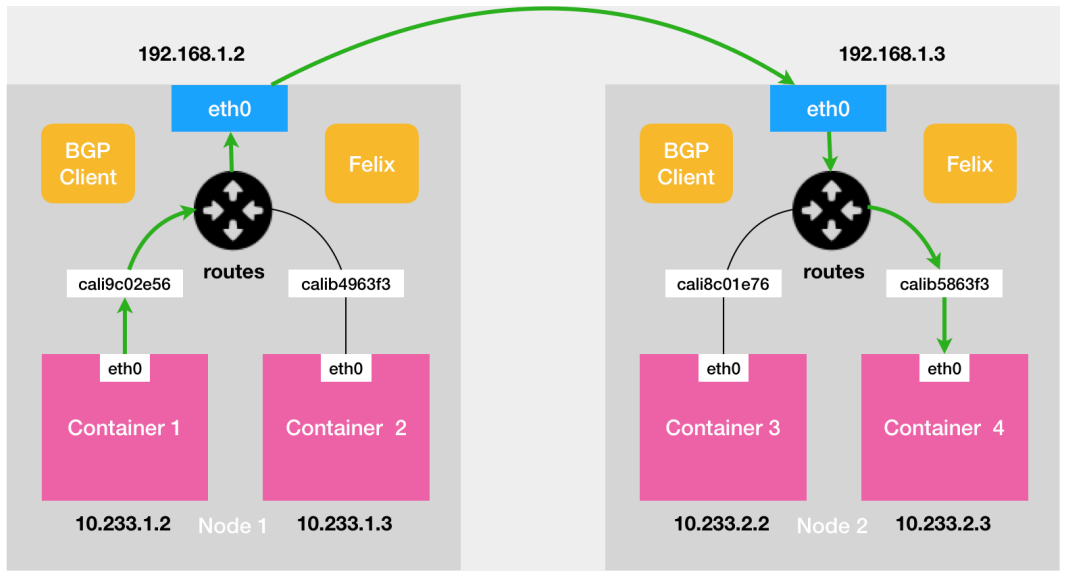 192.168.1.2
192.168.1.3
eth0
eth0
BGP
Client
Felix
BGP
Client
Felix
routes
routes
cali9c02e56
calib4963f3
cali8c01e76
calib5863f3
eth0
eth0
eth0
eth0
Container 1
Container 2
Container 3
Container 4
10.233.1.2
Node 1
10.233.1.3
10.233.2.2
Node 2
10.233.2.3